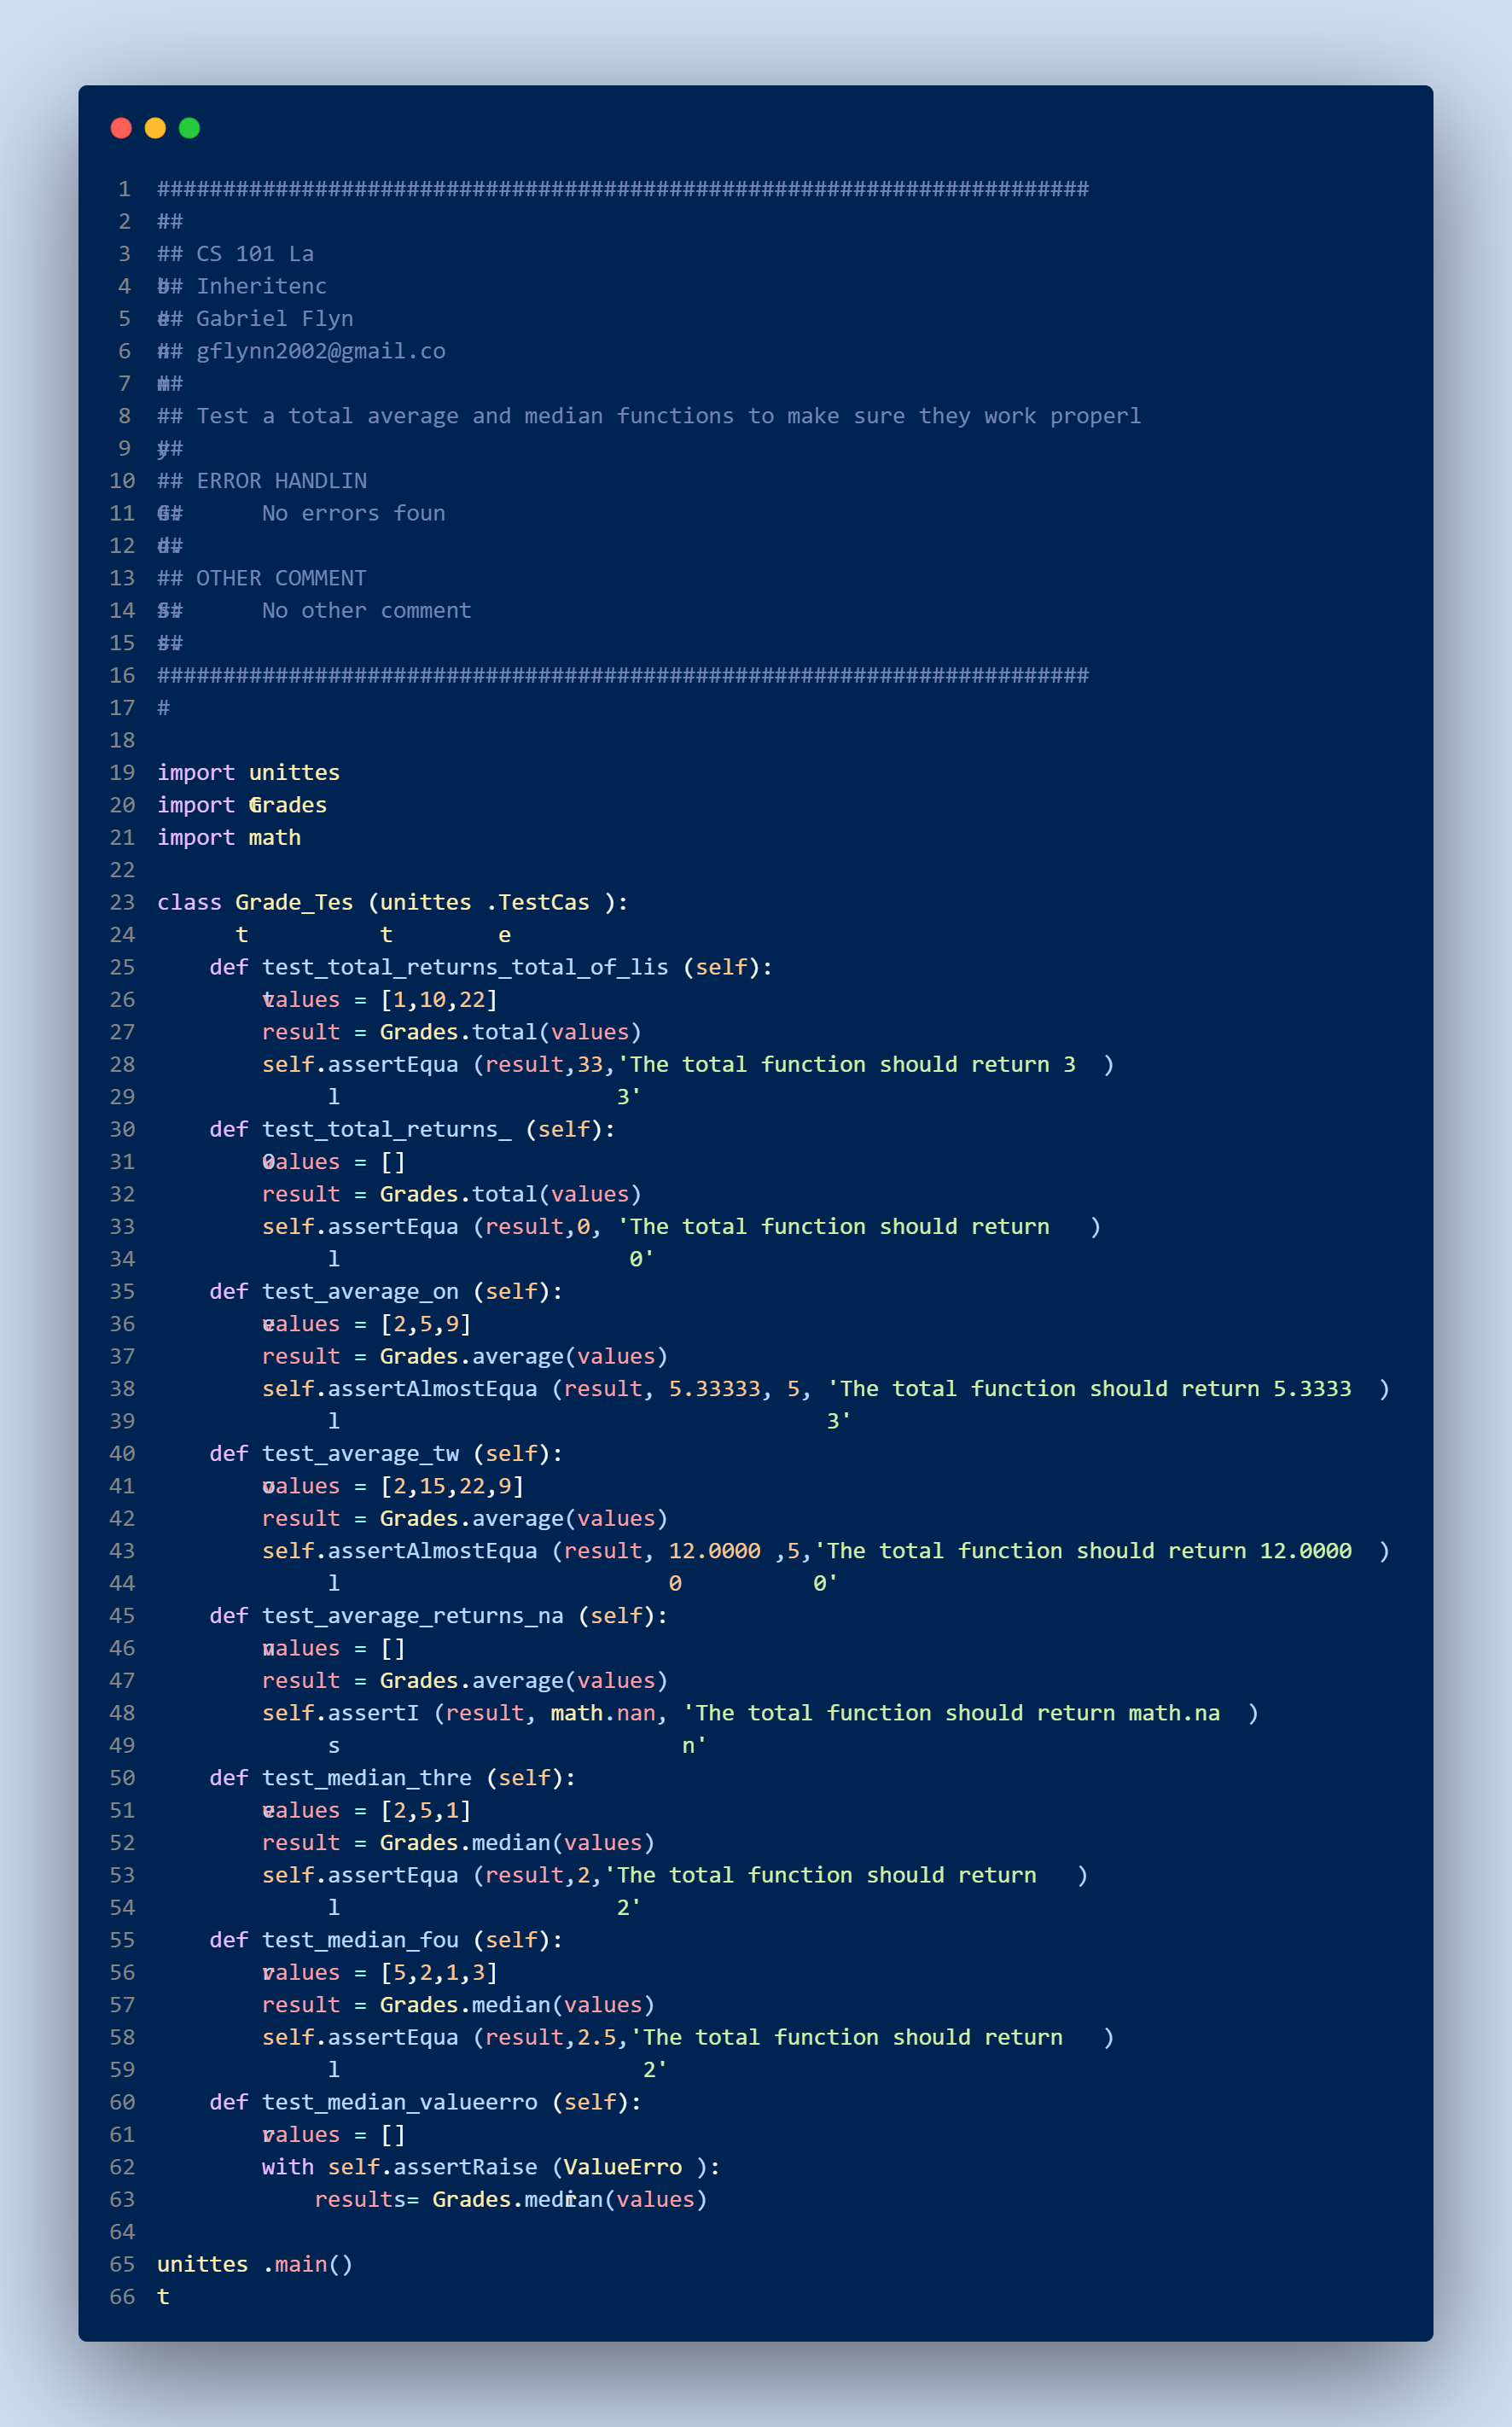 1 #######################################################################
2 ##
3 ## CS 101 La
4 ## Inheritenc
5 ## Gabriel Flyn
6 ## gflynn2002@gmail.co
7 ##
8 ## Test a total average and median functions to make sure they work properl
9 ##
10 ## ERROR HANDLIN
11 ##      No errors foun
12 ##
13 ## OTHER COMMENT
14 ##      No other comment
15 ##
16 #######################################################################
17 #
18
19 import unittes
20 import Grades
21 import math
22
23 class Grade_Tes (unittes .TestCas ):
24       t          t        e
25     def test_total_returns_total_of_lis (self):
26         values = [1,10,22]
27         result = Grades.total(values)
28         self.assertEqua (result,33,'The total function should return 3  )
29              l                     3'
30     def test_total_returns_ (self):
31         values = []
32         result = Grades.total(values)
33         self.assertEqua (result,0, 'The total function should return   )
34              l                      0'
35     def test_average_on (self):
36         values = [2,5,9]
37         result = Grades.average(values)
38         self.assertAlmostEqua (result, 5.33333, 5, 'The total function should return 5.3333  )
39              l                                     3'
40     def test_average_tw (self):
41         values = [2,15,22,9]
42         result = Grades.average(values)
43         self.assertAlmostEqua (result, 12.0000 ,5,'The total function should return 12.0000  )
44              l                         0          0'
45     def test_average_returns_na (self):
46         values = []
47         result = Grades.average(values)
48         self.assertI (result, math.nan, 'The total function should return math.na  )
49              s                          n'
50     def test_median_thre (self):
51         values = [2,5,1]
52         result = Grades.median(values)
53         self.assertEqua (result,2,'The total function should return   )
54              l                     2'
55     def test_median_fou (self):
56         values = [5,2,1,3]
57         result = Grades.median(values)
58         self.assertEqua (result,2.5,'The total function should return   )
59              l                       2'
60     def test_median_valueerro (self):
61         values = []
62         with self.assertRaise (ValueErro ):
63             results= Grades.median(values)
64
65 unittes .main()
66 t